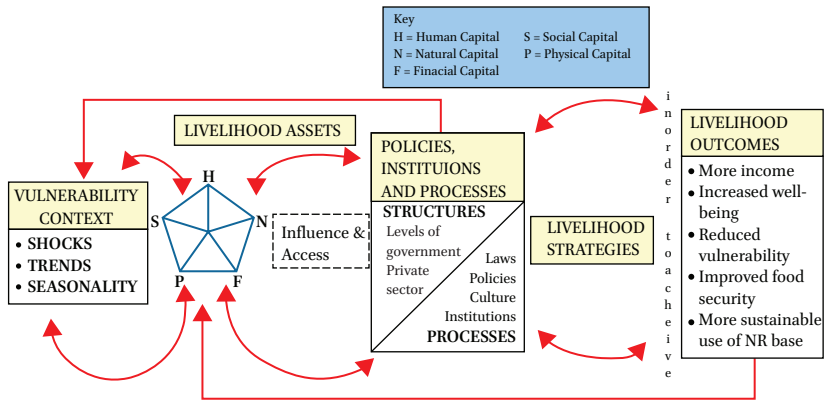 Key
H = Human Capital
S = Social Capital
N = Natural Capital
P = Physical Capital
F = Finacial Capital
LIVELIHOOD ASSETS
VULNERABILITY
CONTEXT
• SHOCKS
• TRENDS
• SEASONALITY
H
S
N
P
F
Influence &
Access
POLICIES,
INSTITUIONS
AND PROCESSES
STRUCTURES
Levels of
government
Private
sector
Laws
Policies
Culture
Institutions
PROCESSES
LIVELIHOOD
STRATEGIES
inorder toacheive
LIVELIHOOD
OUTCOMES
• More income
• Increased well-
being
• Reduced
vulnerability
• Improved food
security
• More sustainable
use of NR base